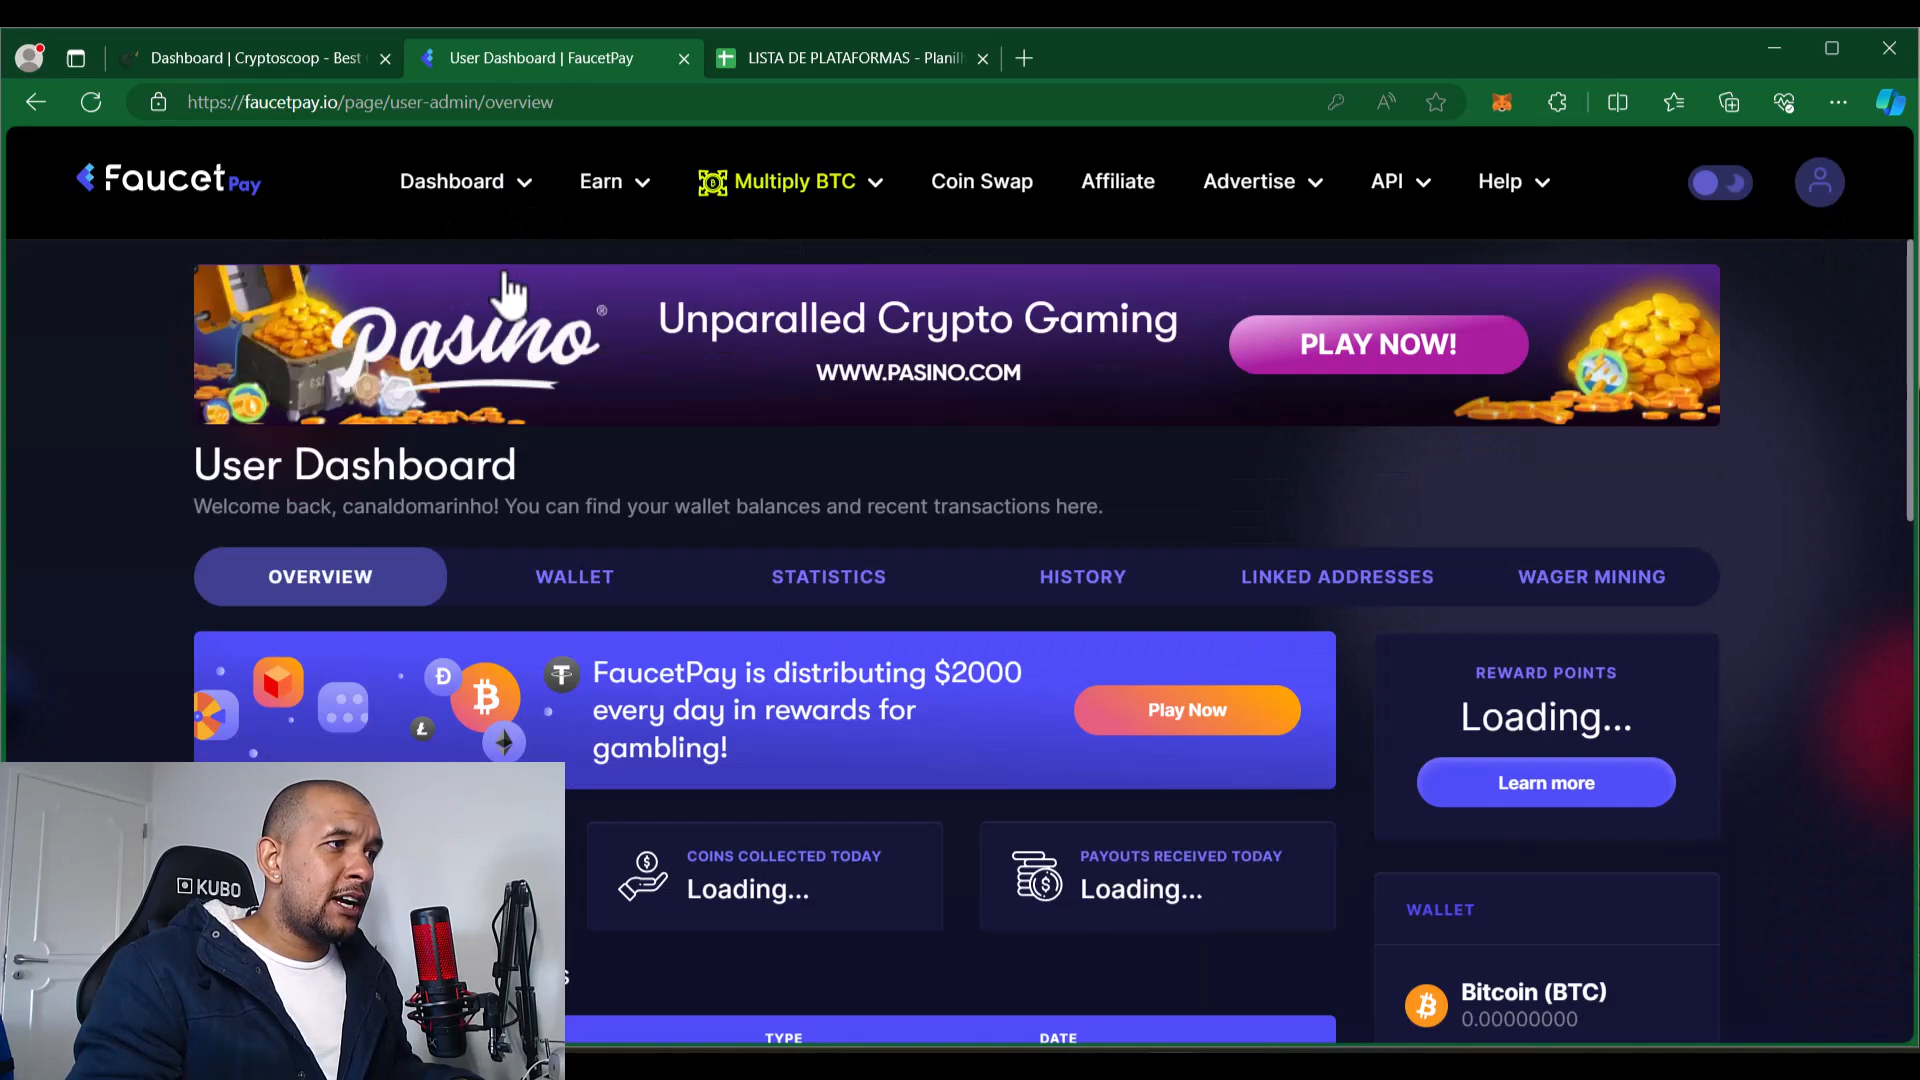 Dashboard | Cryptoscoop - Best
User Dashboard | FaucetPay
LISTA DE PLATAFORMAS - Planil
https://faucetpay.io/page/user-admin/overview
Faucet Pay
Dashboard
Earn
Multiply BTC
Coin Swap
Affiliate
Advertise
API
Help
Pasino®
Unparalled Crypto Gaming
WWW.PASINO.COM
PLAY NOW!
User Dashboard
Welcome back, canaldomarinho! You can find your wallet balances and recent transactions here.
OVERVIEW
WALLET
STATISTICS
HISTORY
LINKED ADDRESSES
WAGER MINING
FaucetPay is distributing $2000
every day in rewards for
gambling!
Play Now
REWARD POINTS
Loading...
Learn more
COINS COLLECTED TODAY
Loading...
PAYOUTS RECEIVED TODAY
Loading...
WALLET
Bitcoin (BTC)
0.00000000
TYPE
DATE
KUBO